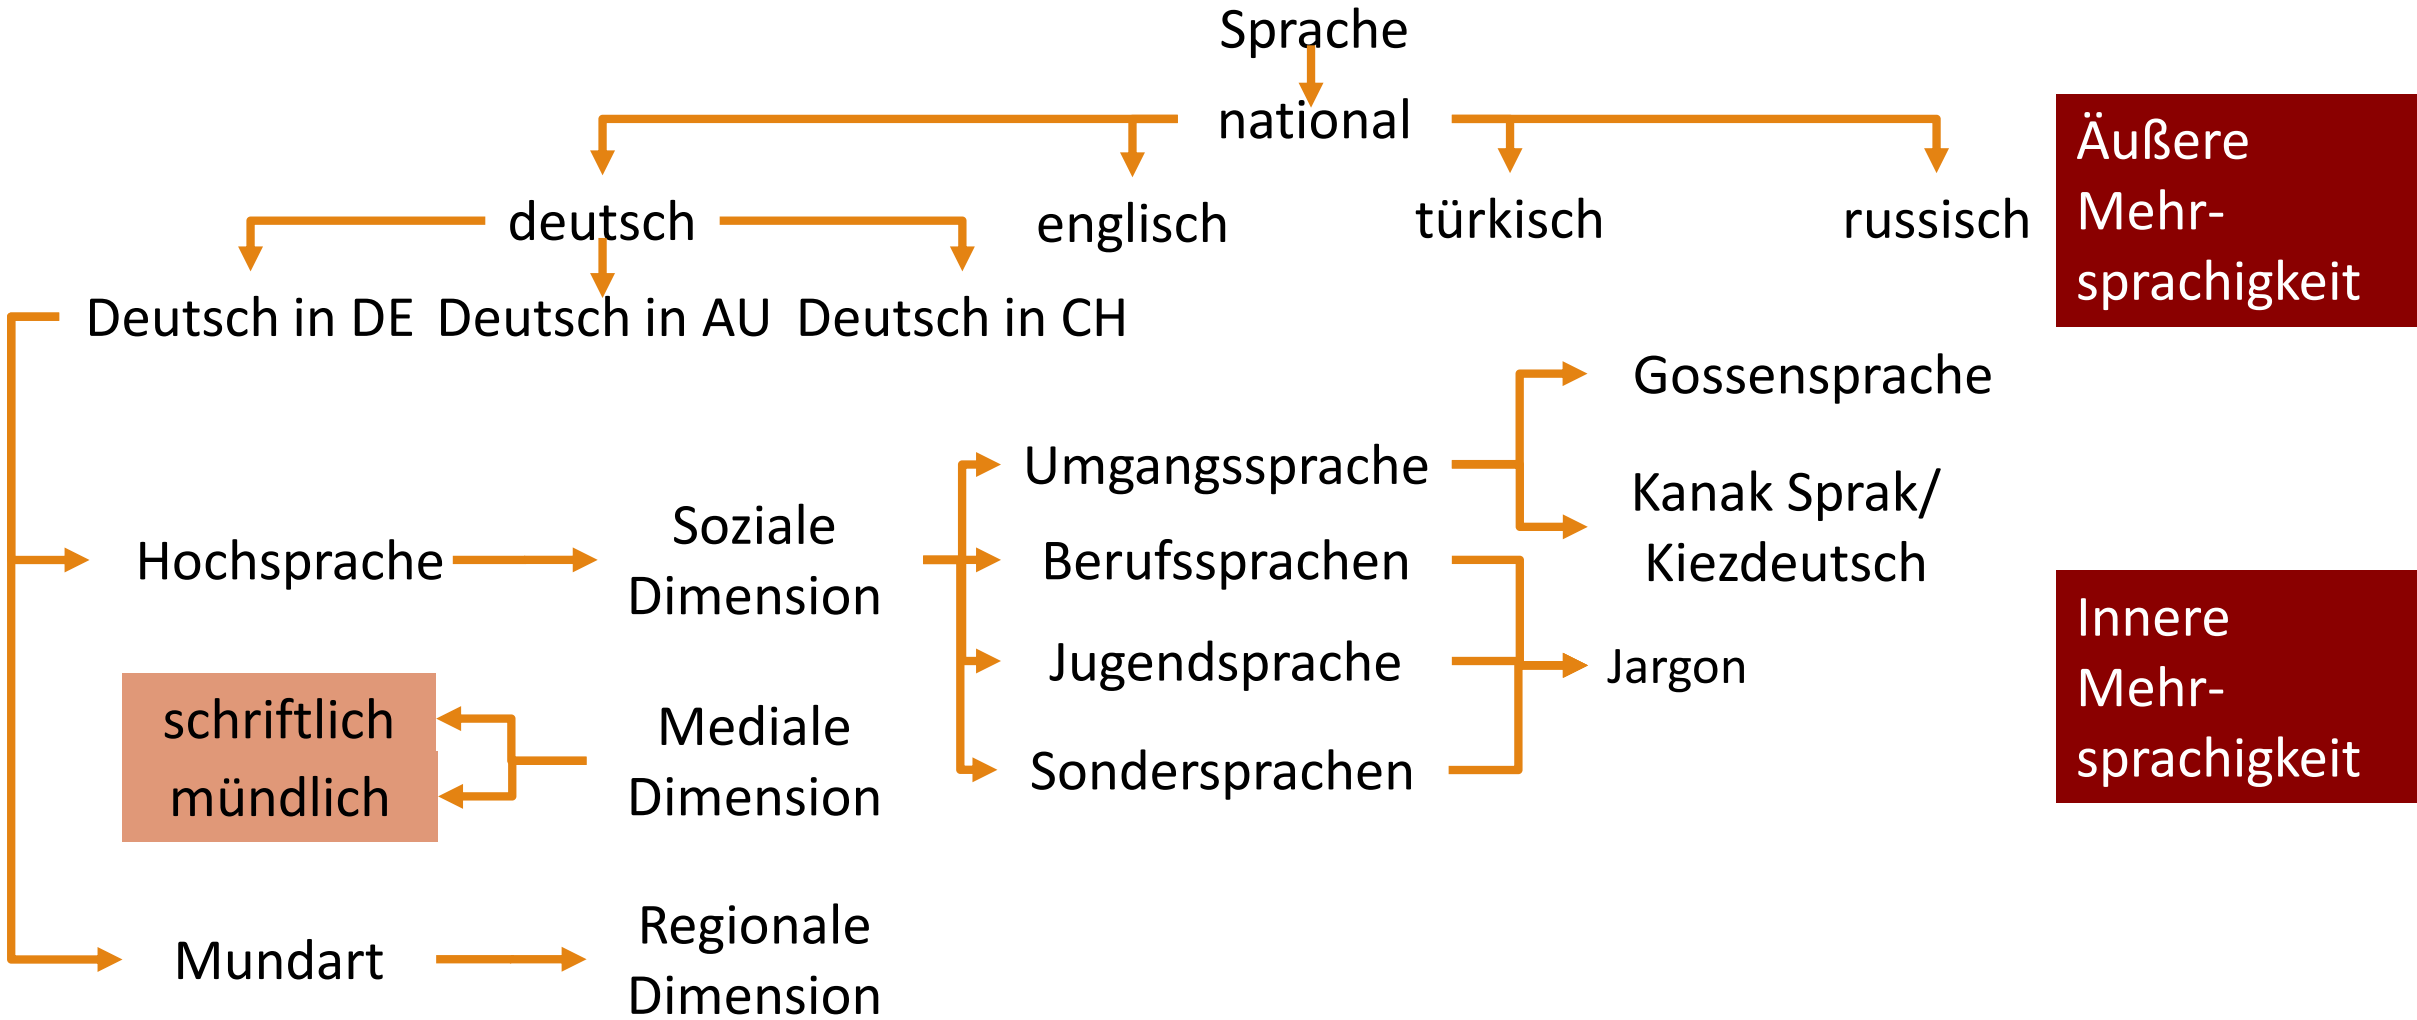 Sprache
national
deutsch
englisch
türkisch
russisch
Äußere
Mehr-
sprachigkeit
Deutsch in DE
Deutsch in AU
Deutsch in CH
Gossensprache
Umgangssprache
Kanak Sprak/
Kiezdeutsch
Hochsprache
Soziale
Dimension
Berufssprachen
Jugendsprache
Jargon
Innere
Mehr-
sprachigkeit
schriftlich
mündlich
Mediale
Dimension
Sondersprachen
Mundart
Regionale
Dimension